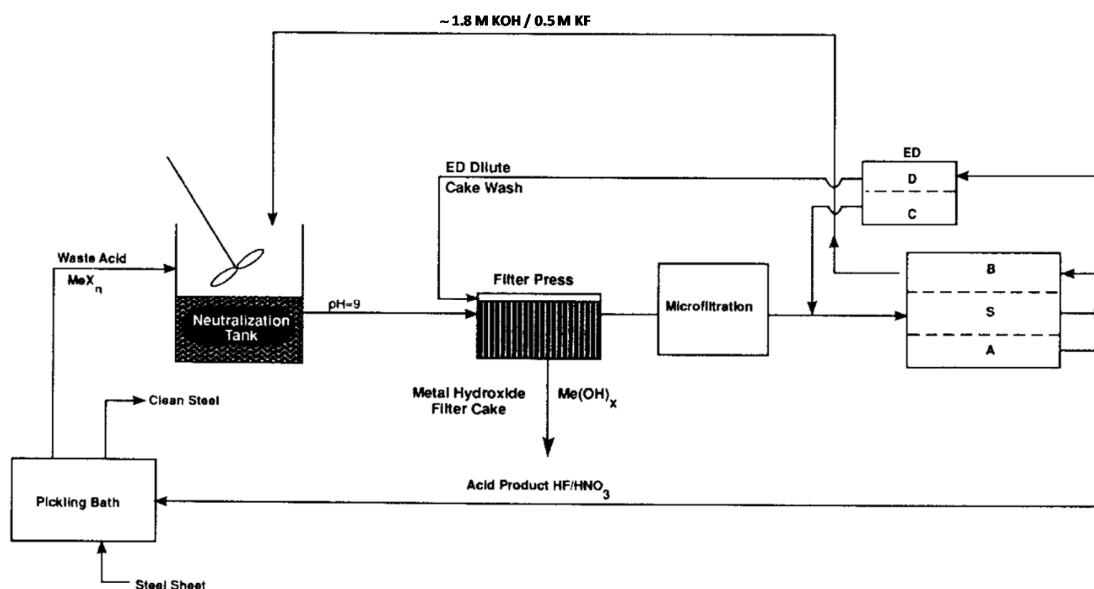 ~ 1.8 M KOH / 0.5 M KF
ED
D
C
ED Dilute
Cake Wash
Waste Acid
MeXn
Neutralization
Tank
pH=9
Filter Press
Microfiltration
B
S
A
Metal Hydroxide
Filter Cake
Me(OH)x
Clean Steel
Pickling Bath
Acid Product HF/HNO3
Steel Sheet